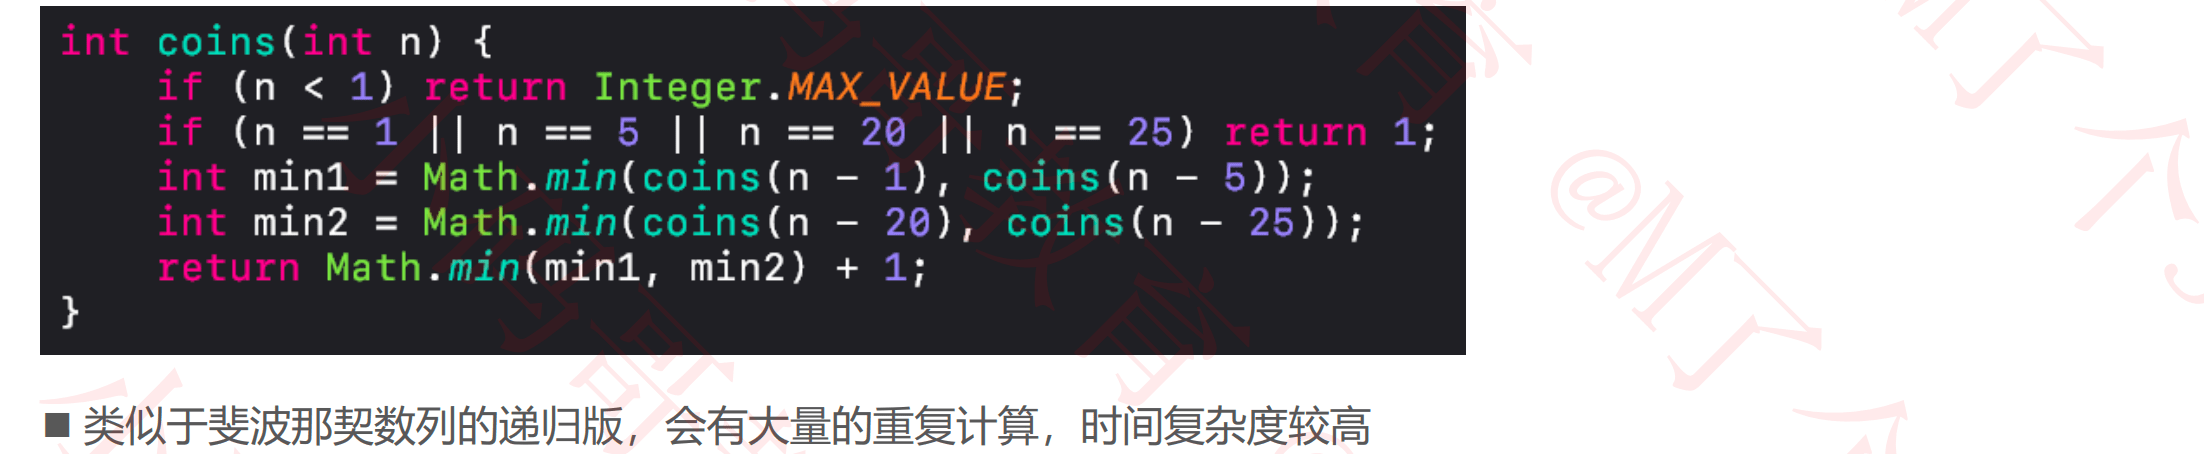 int coins(int n) {
    if (n < 1) return Integer.MAX_VALUE;
    if (n == 1 || n == 5 || n == 20 || n == 25) return 1;
    int min1 = Math.min(coins(n - 1), coins(n - 5));
    int min2 = Math.min(coins(n - 20), coins(n - 25));
    return Math.min(min1, min2) + 1;
}
@M了个
■ 类似于斐波那契数列的递归版，会有大量的重复计算，时间复杂度较高